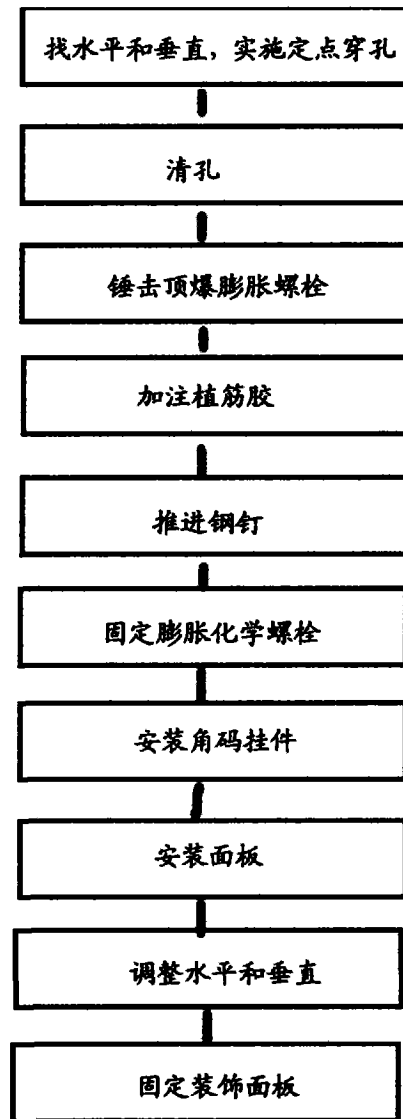 找水平和垂直，实施定点穿孔
清孔
锤击顶爆膨胀螺栓
加注植筋胶
推进钢钉
固定膨胀化学螺栓
安装角码挂件
安装面板
调整水平和垂直
固定装饰面板